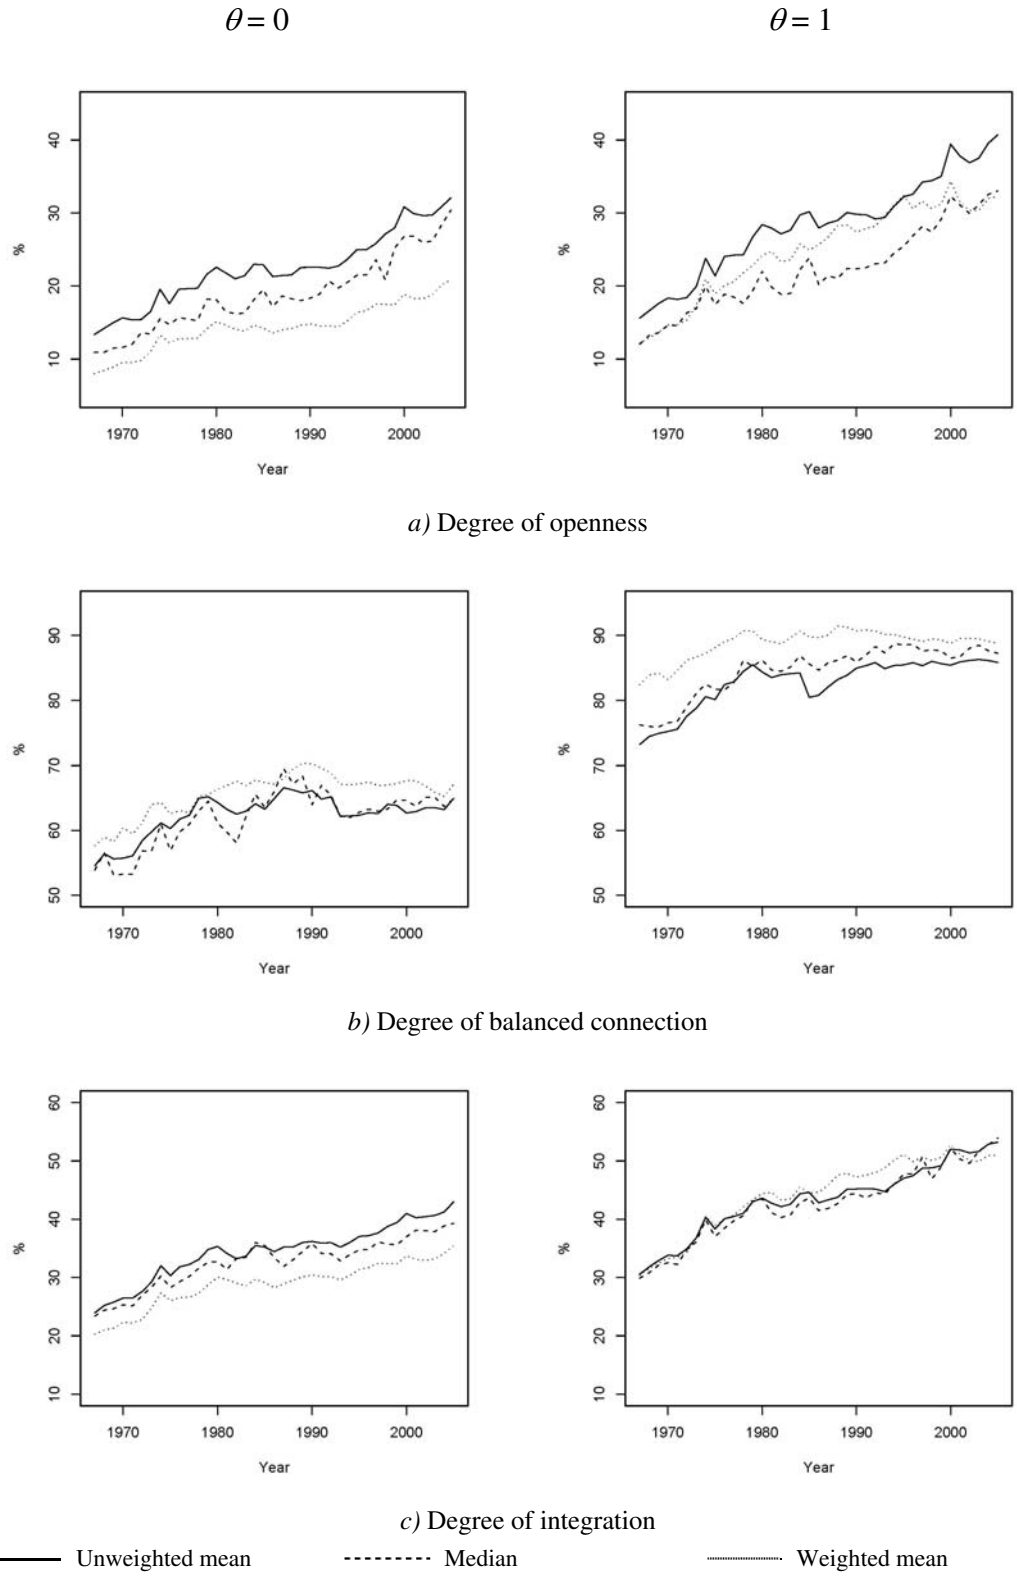 θ = 0 θ = 1
40
30
20
10
%
1970 1980 1990 2000
Year
40
30
20
10
%
1970 1980 1990 2000
Year
a) Degree of openness
90
80
70
60
50
%
1970 1980 1990 2000
Year
90
80
70
60
50
%
1970 1980 1990 2000
Year
b) Degree of balanced connection
60
50
40
30
20
10
%
1970 1980 1990 2000
Year
60
50
40
30
20
10
%
1970 1980 1990 2000
Year
c) Degree of integration
Unweighted mean Median Weighted mean